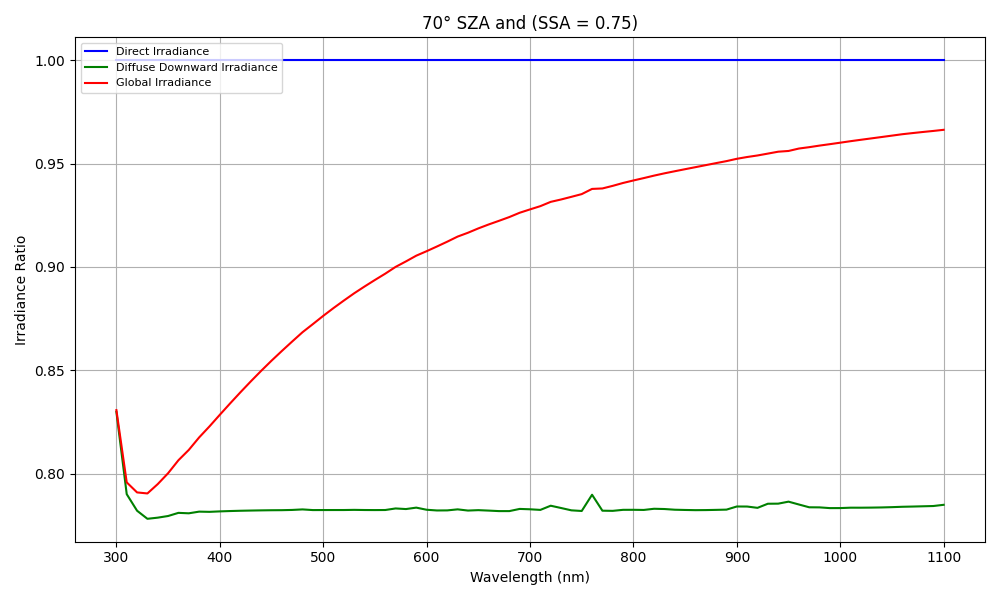 70° SZA and (SSA = 0.75)
Direct Irradiance
Diffuse Downward Irradiance
Global Irradiance
Irradiance Ratio
1.00
0.95
0.90
0.85
0.80
300 400 500 600 700 800 900 1000 1100
Wavelength (nm)